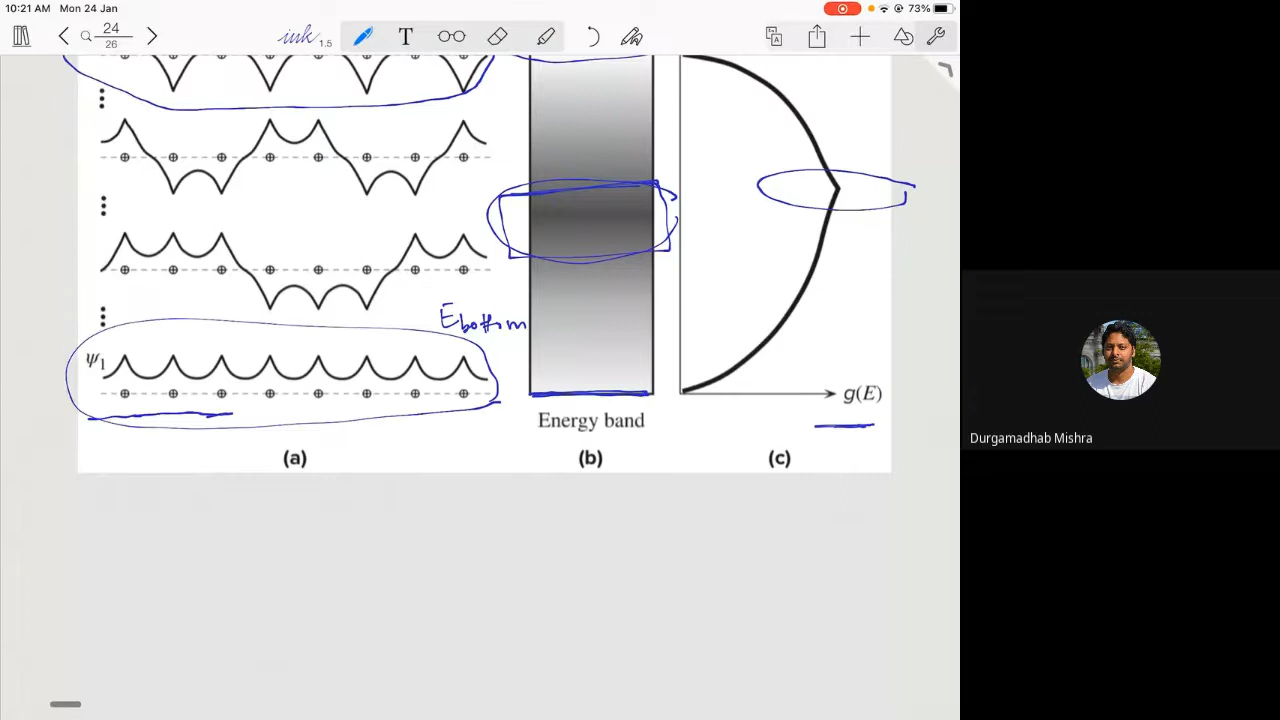 10:21 AM Mon 24 Jan
73%
24
26
ink 1.5
T
A
E bottom
ψ1
g(E)
Energy band
(a)
(b)
(c)
Durgamadhab Mishra